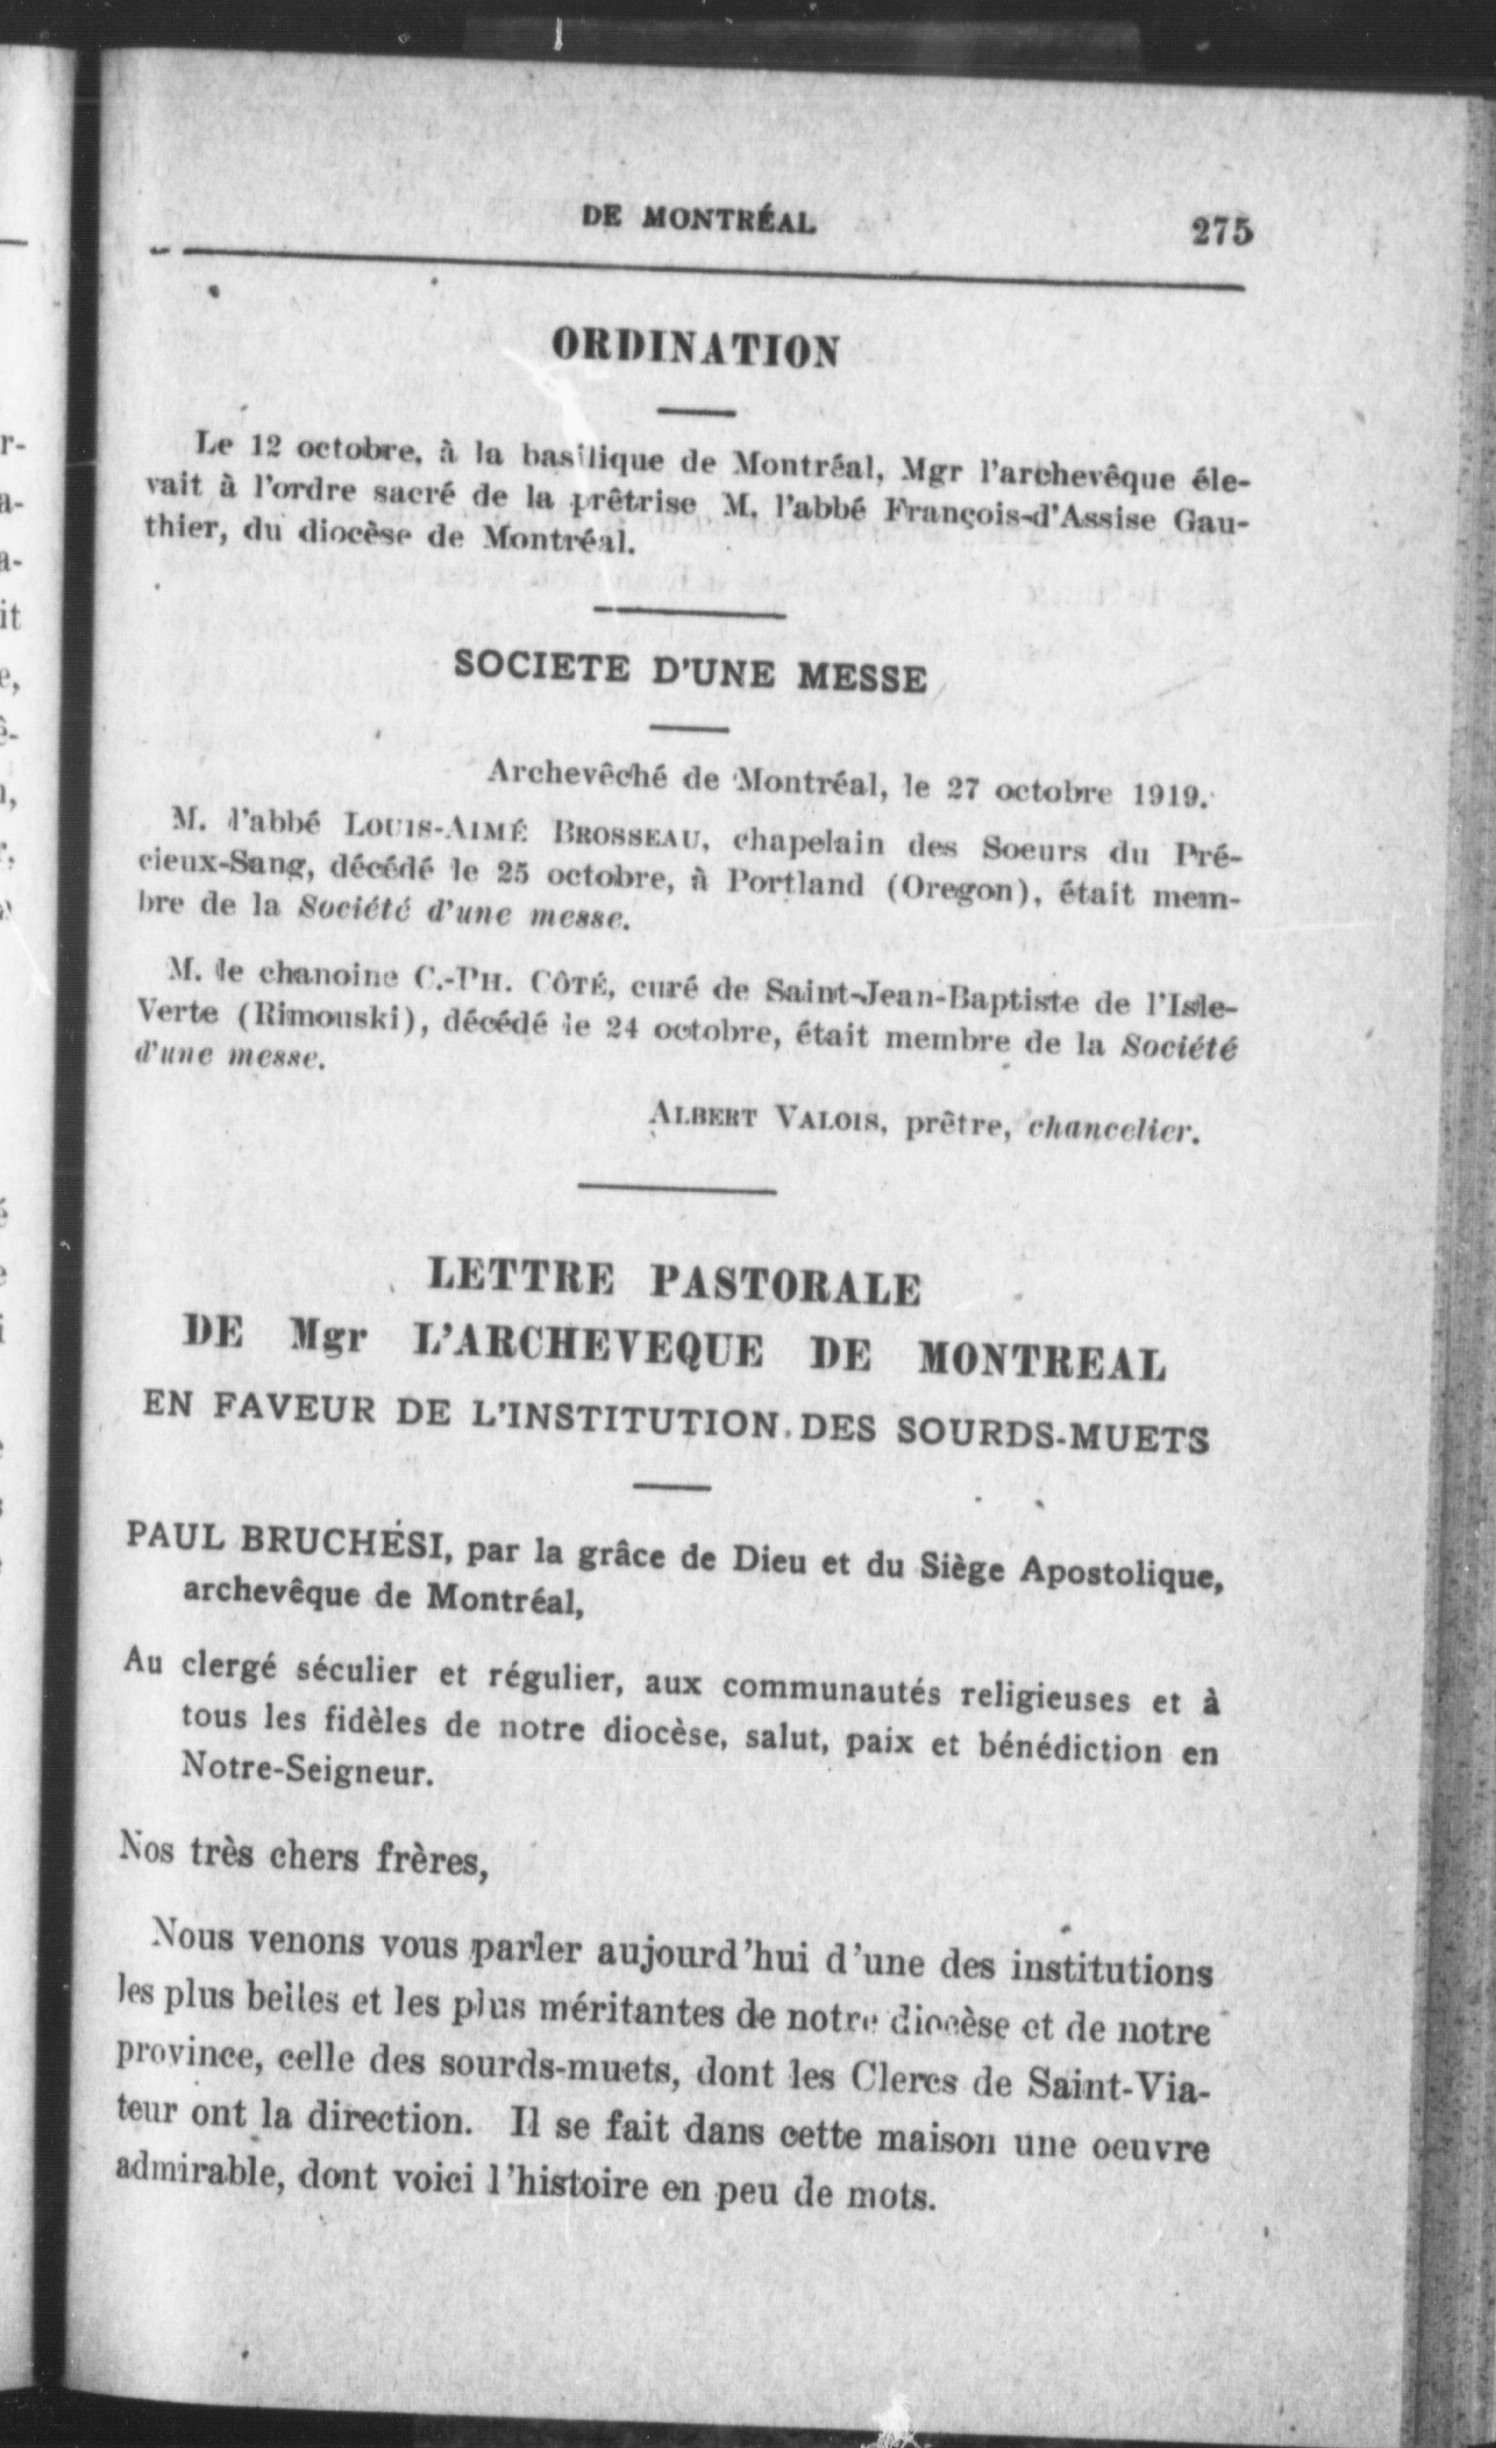 DE MONTRÉAL 275
ORDINATION
Le 12 octobre, à la basilique de Montréal, Mgr l'archevêque éle-
vait à l'ordre sacré de la prêtrise M. l'abbé François-d'Assise Gau-
thier, du diocèse de Montréal.
SOCIETE D'UNE MESSE
Archevêché de Montréal, le 27 octobre 1919.
M. l'abbé LOUIS-AIMÉ BROSSEAU, chapelain des Soeurs du Pré-
cieux-Sang, décédé le 25 octobre, à Portland (Oregon), était mem-
bre de la Société d'une messe.
M. le chanoine C.-PH. CÔTÉ, curé de Saint-Jean-Baptiste de l'Isle-
Verte (Rimouski), décédé le 24 octobre, était membre de la Société
d'une messe.
ALBERT VALOIS, prêtre, chancelier.
LETTRE PASTORALE
DE Mgr L'ARCHEVEQUE DE MONTREAL
EN FAVEUR DE L'INSTITUTION DES SOURDS-MUETS
PAUL BRUCHÉSI, par la grâce de Dieu et du Siège Apostolique,
archevêque de Montréal,
Au clergé séculier et régulier, aux communautés religieuses et à
tous les fidèles de notre diocèse, salut, paix et bénédiction en
Notre-Seigneur.
Nos très chers frères,
Nous venons vous parler aujourd'hui d'une des institutions
les plus belles et les plus méritantes de notre diocèse et de notre
province, celle des sourds-muets, dont les Clercs de Saint-Via-
teur ont la direction. Il se fait dans cette maison une oeuvre
admirable, dont voici l'histoire en peu de mots.